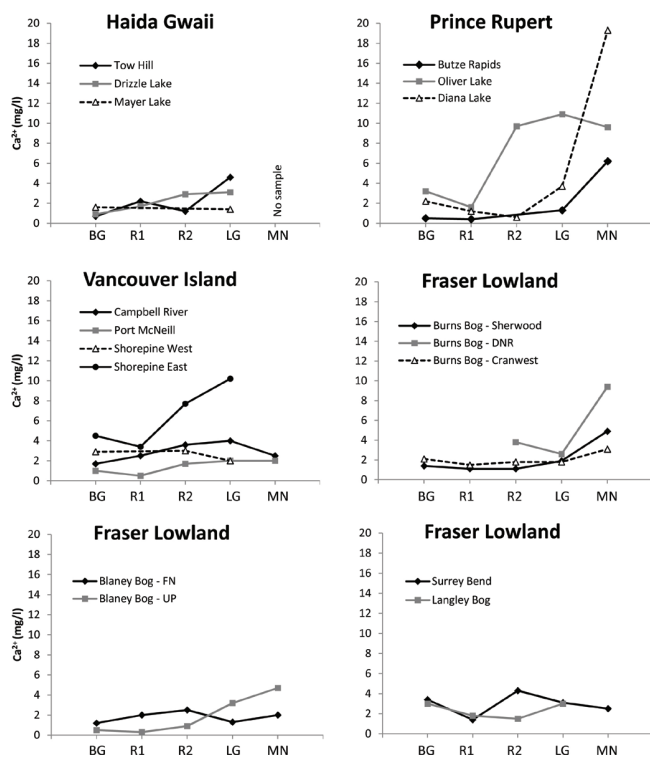 Haida Gwaii
Ca²⁺ (mg/l)
20
18
16
14
12
10
8
6
4
2
0
Tow Hill
Drizzle Lake
Mayer Lake
No sample
BG R1 R2 LG MN
Prince Rupert
20
18
16
14
12
10
8
6
4
2
0
Butze Rapids
Oliver Lake
Diana Lake
BG R1 R2 LG MN
Vancouver Island
Ca²⁺ (mg/l)
20
18
16
14
12
10
8
6
4
2
0
Campbell River
Port McNeill
Shorepine West
Shorepine East
BG R1 R2 LG MN
Fraser Lowland
20
18
16
14
12
10
8
6
4
2
0
Burns Bog - Sherwood
Burns Bog - DNR
Burns Bog - Cranwest
BG R1 R2 LG MN
Fraser Lowland
Ca²⁺ (mg/l)
20
18
16
14
12
10
8
6
4
2
0
Blaney Bog - FN
Blaney Bog - UP
BG R1 R2 LG MN
Fraser Lowland
20
18
16
14
12
10
8
6
4
2
0
Surrey Bend
Langley Bog
BG R1 R2 LG MN